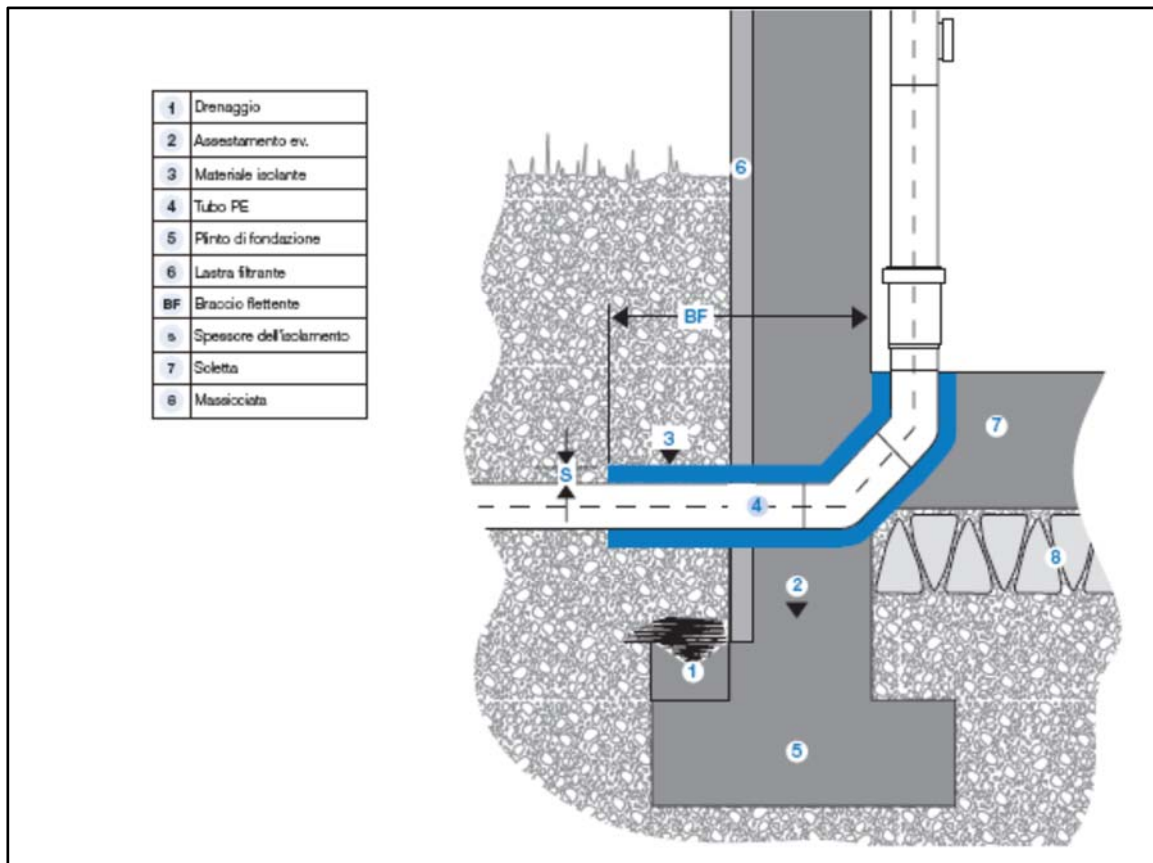 1 Drenaggio
2 Assestamento ev.
3 Materiale isolante
4 Tubo PE
5 Plinto di fondazione
6 Lastra filtrante
BF Braccio flettente
s Spessore dell'isolamento
7 Soletta
8 Massicciata
6
BF
3
7
S
4
8
2
1
5